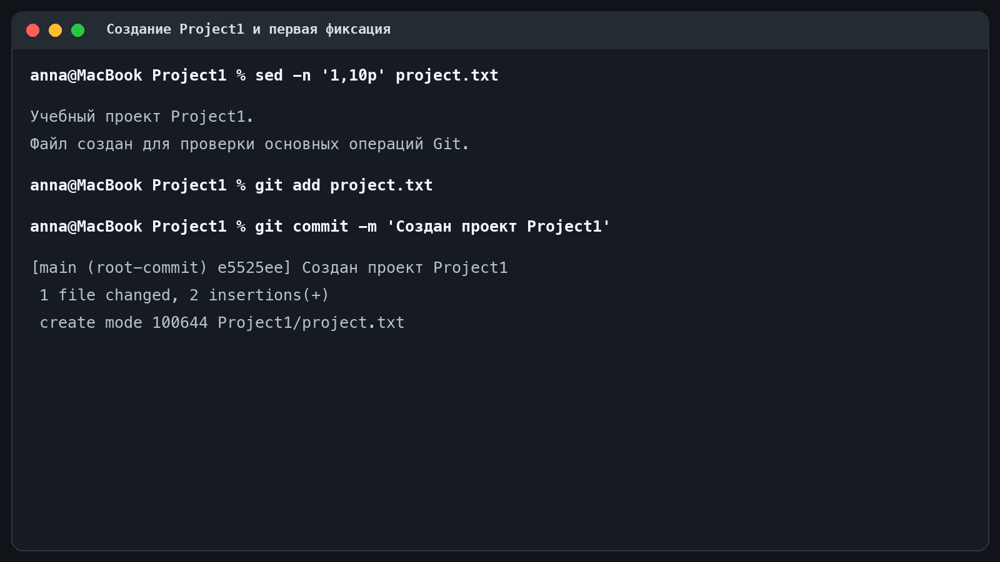 Создание Project1 и первая фиксация
anna@MacBook Project1 % sed -n '1,10p' project.txt
Учебный проект Project1.
Файл создан для проверки основных операций Git.
anna@MacBook Project1 % git add project.txt
anna@MacBook Project1 % git commit -m 'Создан проект Project1'
[main (root-commit) e5525ee] Создан проект Project1
 1 file changed, 2 insertions(+)
 create mode 100644 Project1/project.txt